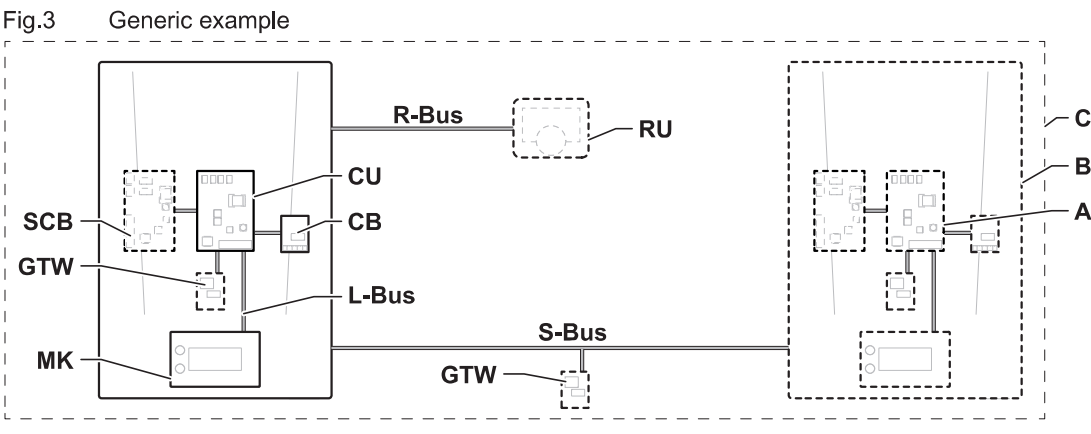 Fig.3 Generic example
R-Bus
RU
C
B
A
CU
CB
SCB
GTW
L-Bus
MK
S-Bus
GTW